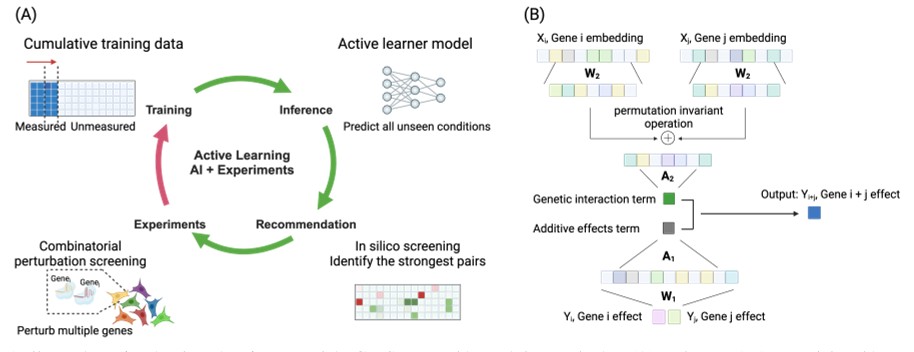 (A)
Cumulative training data
Measured Unmeasured
Training
Inference
Active learner model
Predict all unseen conditions
Active Learning
AI + Experiments
Experiments
Recommendation
Combinatorial
perturbation screening
Gene
Gene
Perturb multiple genes
In silico screening
Identify the strongest pairs
(B)
Xi, Gene i embedding
Xj, Gene j embedding
W2
W2
permutation invariant
operation
A2
Genetic interaction term
Additive effects term
Output: Yi+j, Gene i + j effect
A1
W1
Yi, Gene i effect
Yj, Gene j effect